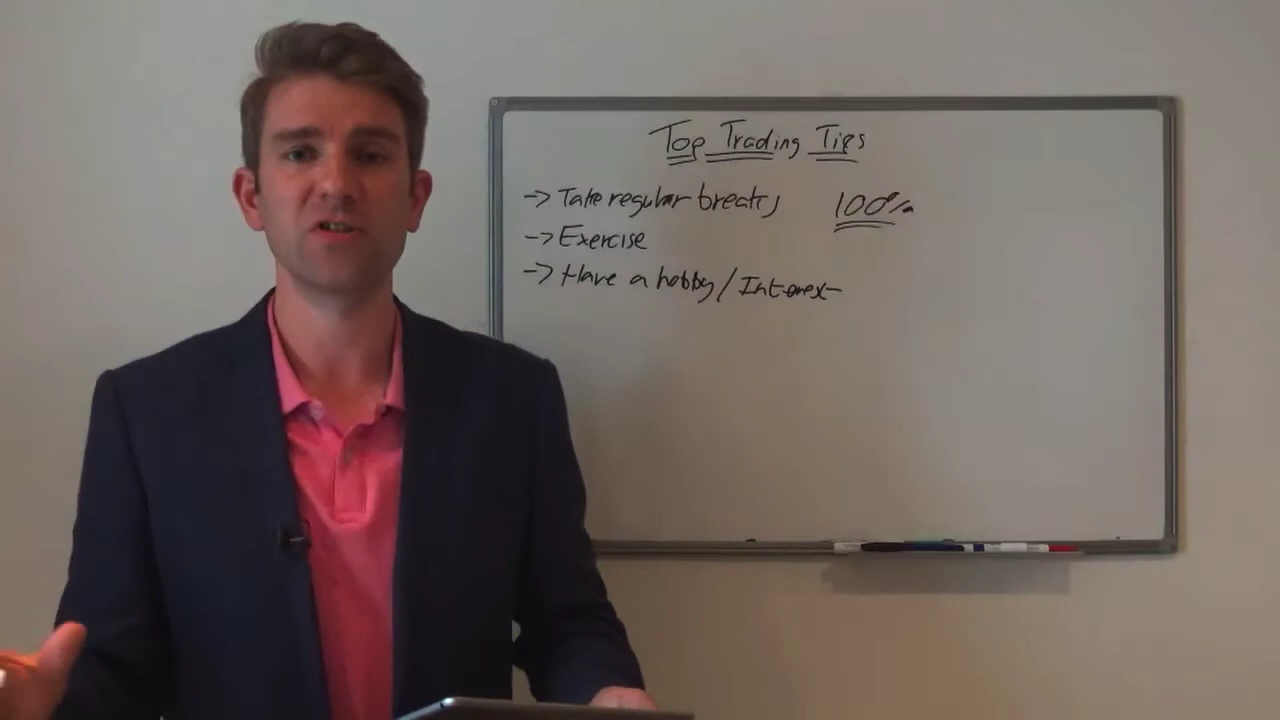 Top Trading Tips
-> Take regular breaks 100%
-> Exercise
-> Have a hobby / Interest